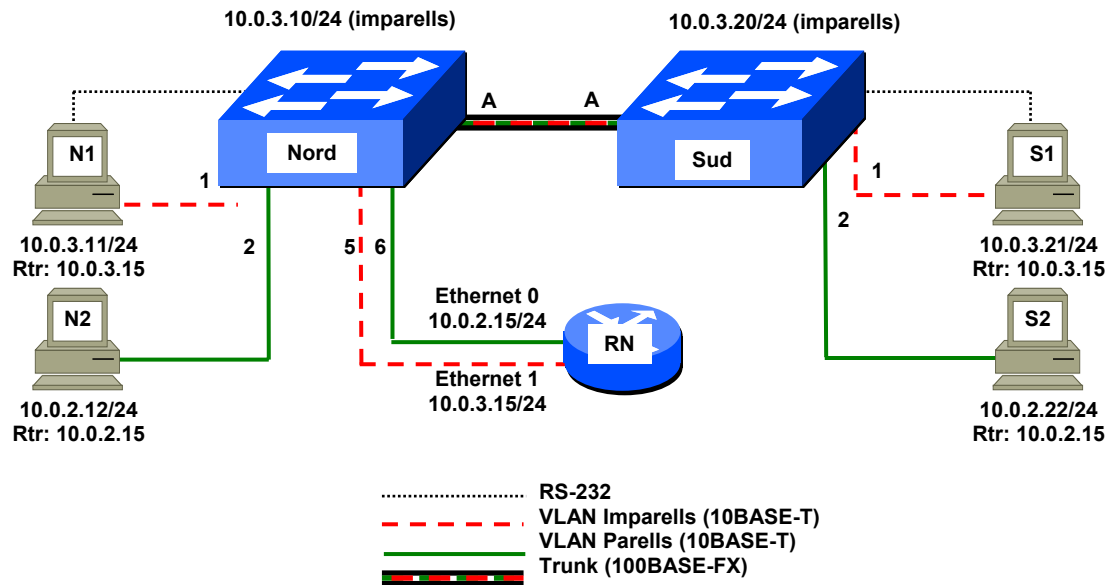 10.0.3.10/24 (imparells)
10.0.3.20/24 (imparells)
A
A
N1
Nord
Sud
S1
1
1
10.0.3.11/24
Rtr: 10.0.3.15
2
5
6
2
10.0.3.21/24
Rtr: 10.0.3.15
N2
Ethernet 0
10.0.2.15/24
RN
S2
Ethernet 1
10.0.3.15/24
10.0.2.12/24
Rtr: 10.0.2.15
10.0.2.22/24
Rtr: 10.0.2.15
RS-232
VLAN Imparells (10BASE-T)
VLAN Parells (10BASE-T)
Trunk (100BASE-FX)